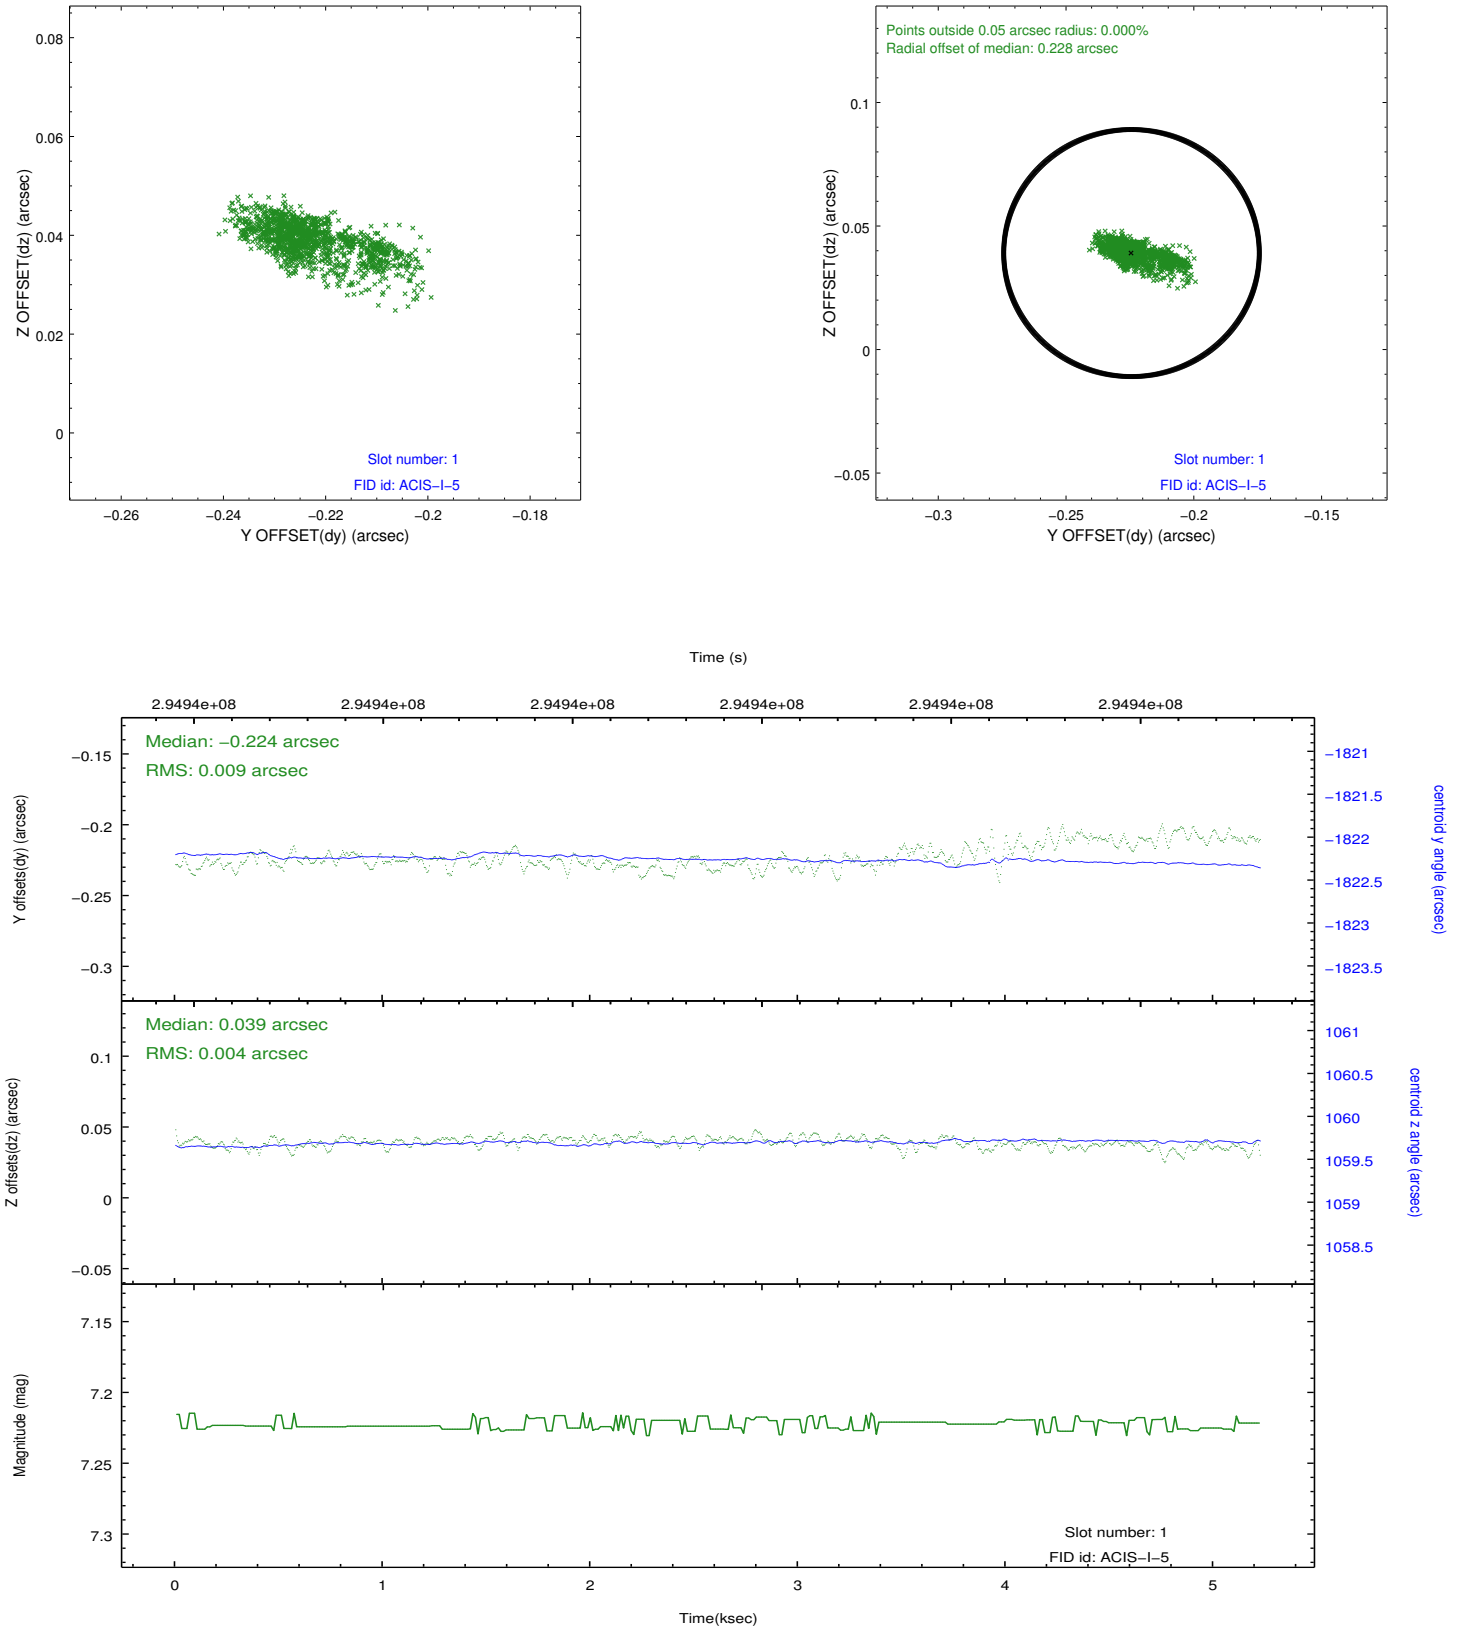 0.08
0.06
0.04
0.02
0
Z OFFSET(dz) (arcsec)
Slot number: 1
FID id: ACIS−I−5
−0.26 −0.24 −0.22 −0.2 −0.18
Y OFFSET(dy) (arcsec)
Points outside 0.05 arcsec radius: 0.000%
Radial offset of median: 0.228 arcsec
0.1
0.05
0
−0.05
Z OFFSET(dz) (arcsec)
Slot number: 1
FID id: ACIS−I−5
−0.3 −0.25 −0.2 −0.15
Y OFFSET(dy) (arcsec)
Time (s)
2.9494e+08 2.9494e+08 2.9494e+08 2.9494e+08 2.9494e+08 2.9494e+08
Median: −0.224 arcsec
RMS: 0.009 arcsec
−0.15
−0.2
−0.25
−0.3
Y offsets(dy) (arcsec)
−1821
−1821.5
−1822
−1822.5
−1823
−1823.5
centroid y angle (arcsec)
Median: 0.039 arcsec
RMS: 0.004 arcsec
0.1
0.05
0
−0.05
Z offsets(dz) (arcsec)
1061
1060.5
1060
1059.5
1059
1058.5
centroid z angle (arcsec)
7.15
7.2
7.25
7.3
Magnitude (mag)
Slot number: 1
FID id: ACIS−I−5
0 1 2 3 4 5
Time(ksec)